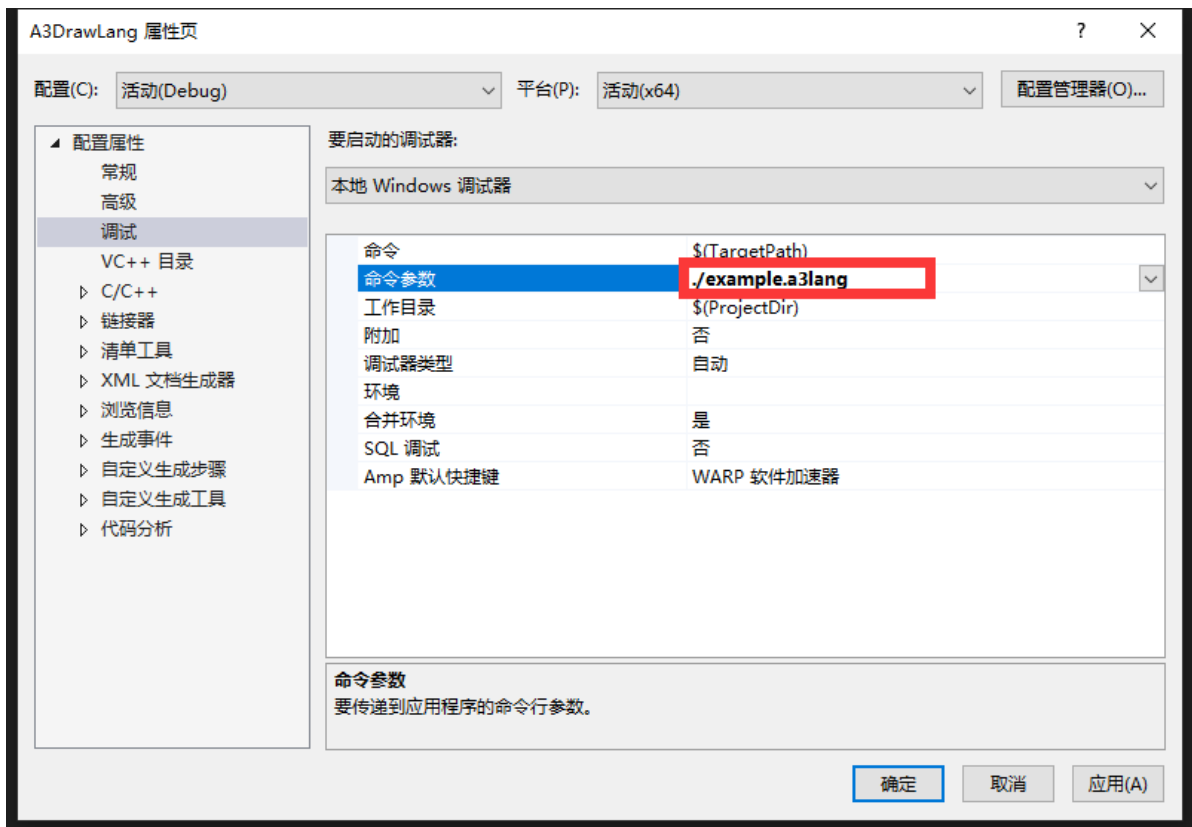 A3DrawLang 属性页
?
配置(C): 活动(Debug) 平台(P): 活动(x64) 配置管理器(O)...
配置属性
常规
高级
调试
VC++ 目录
C/C++
链接器
清单工具
XML 文档生成器
浏览信息
生成事件
自定义生成步骤
自定义生成工具
代码分析
要启动的调试器:
本地 Windows 调试器
命令 $(TargetPath)
命令参数 ./example.a3lang
工作目录 $(ProjectDir)
附加 否
调试器类型 自动
环境
合并环境 是
SQL 调试 否
Amp 默认快捷键 WARP 软件加速器
命令参数
要传递到应用程序的命令行参数。
确定 取消 应用(A)